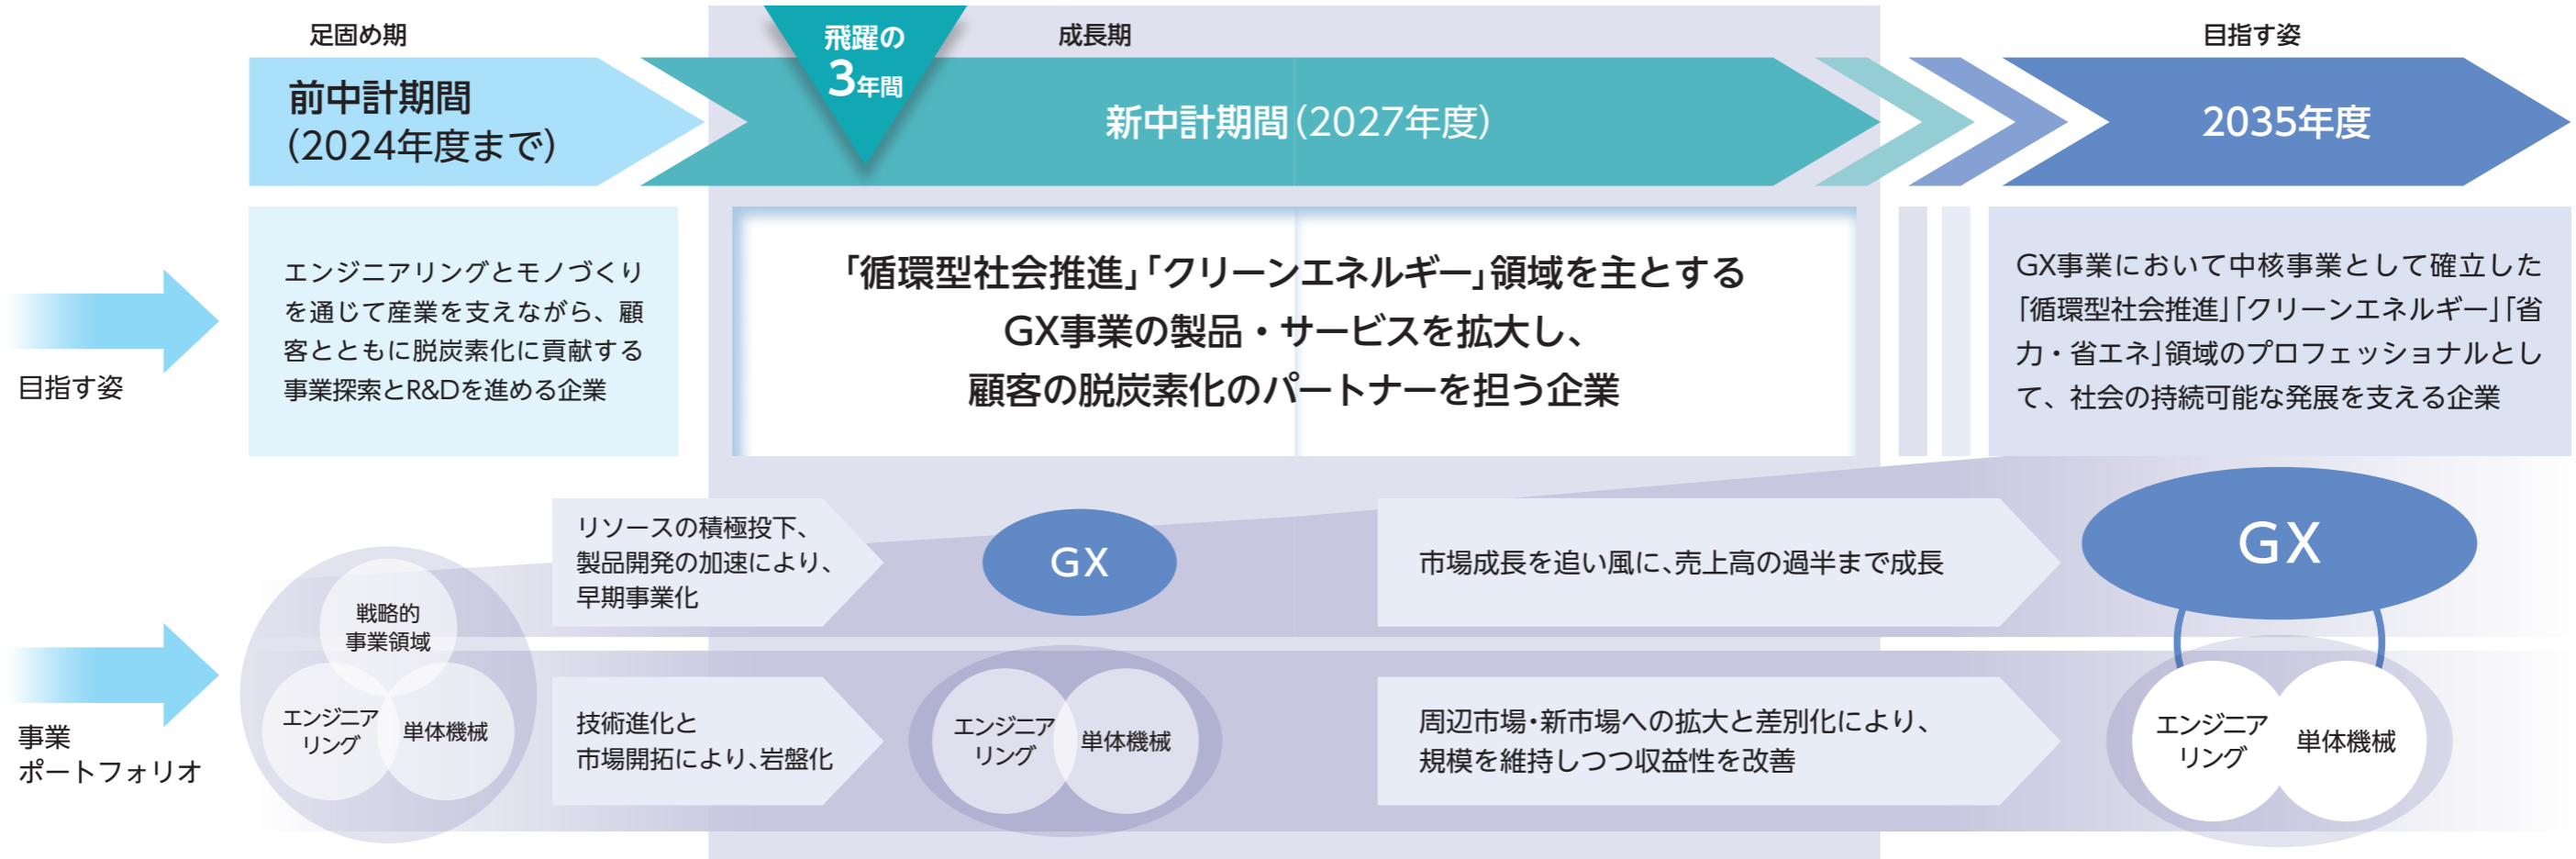 足固め期
成長期
目指す姿
前中計期間
(2024年度まで)
飛躍の
3年間
新中計期間(2027年度)
2035年度
目指す姿
エンジニアリングとモノづくり
を通じて産業を支えながら、顧
客とともに脱炭素化に貢献する
事業探索とR&Dを進める企業
「循環型社会推進」「クリーンエネルギー」領域を主とする
GX事業の製品・サービスを拡大し、
顧客の脱炭素化のパートナーを担う企業
GX事業において中核事業として確立した
「循環型社会推進」「クリーンエネルギー」「省
力・省エネ」領域のプロフェッショナルとし
て、社会の持続可能な発展を支える企業
事業
ポートフォリオ
戦略的
事業領域
エンジニア
リング
単体機械
リソースの積極投下、
製品開発の加速により、
早期事業化
GX
市場成長を追い風に、売上高の過半まで成長
GX
技術進化と
市場開拓により、岩盤化
エンジニア
リング
単体機械
周辺市場・新市場への拡大と差別化により、
規模を維持しつつ収益性を改善
エンジニア
リング
単体機械